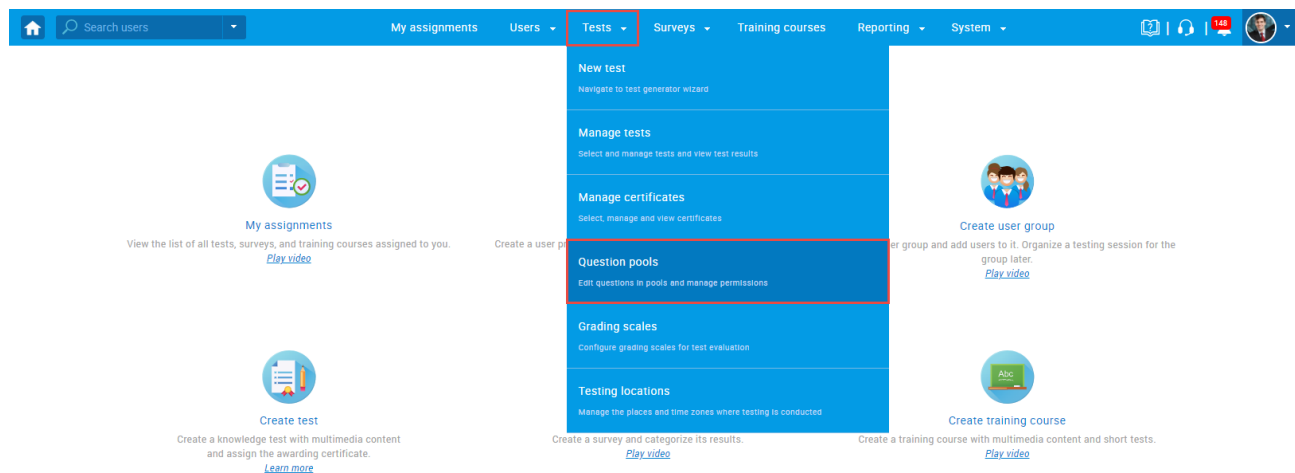 Search users
My assignments Users Tests Surveys Training courses Reporting System 148
New test
Navigate to test generator wizard
Manage tests
Select and manage tests and view test results
Manage certificates
Select, manage and view certificates
Question pools
Edit questions in pools and manage permissions
Grading scales
Configure grading scales for test evaluation
Testing locations
Manage the places and time zones where testing is conducted
My assignments
View the list of all tests, surveys, and training courses assigned to you.
Play video
Create a user
Create user group
er group and add users to it. Organize a testing session for the
group later.
Play video
Create test
Create a knowledge test with multimedia content
and assign the awarding certificate.
Learn more
Create a survey and categorize its results.
Play video
Abc
Create training course
Create a training course with multimedia content and short tests.
Play video